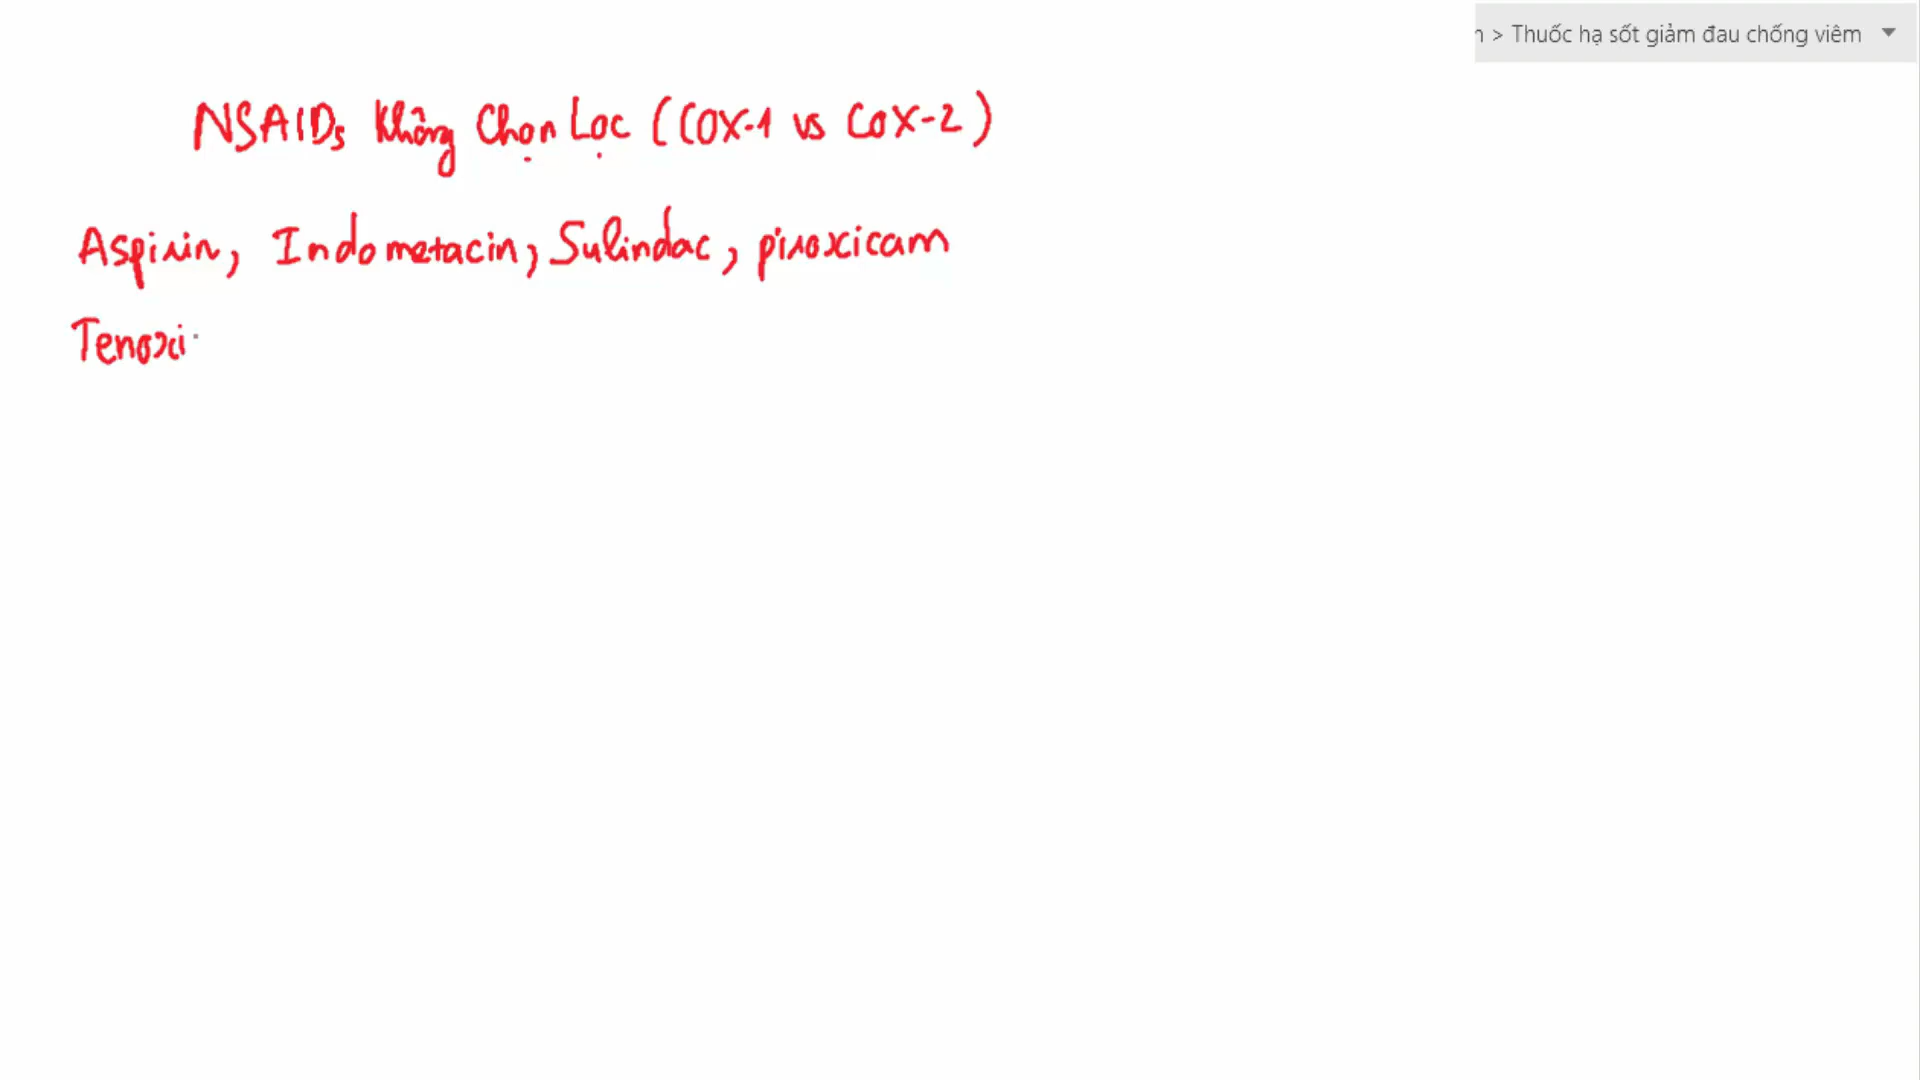 n > Thuốc hạ sốt giảm đau chống viêm
NSAIDs Không Chọn Lọc (COX-1 vs COX-2)
Aspirin, Indometacin, Sulindac, piroxicam
Tenoxi